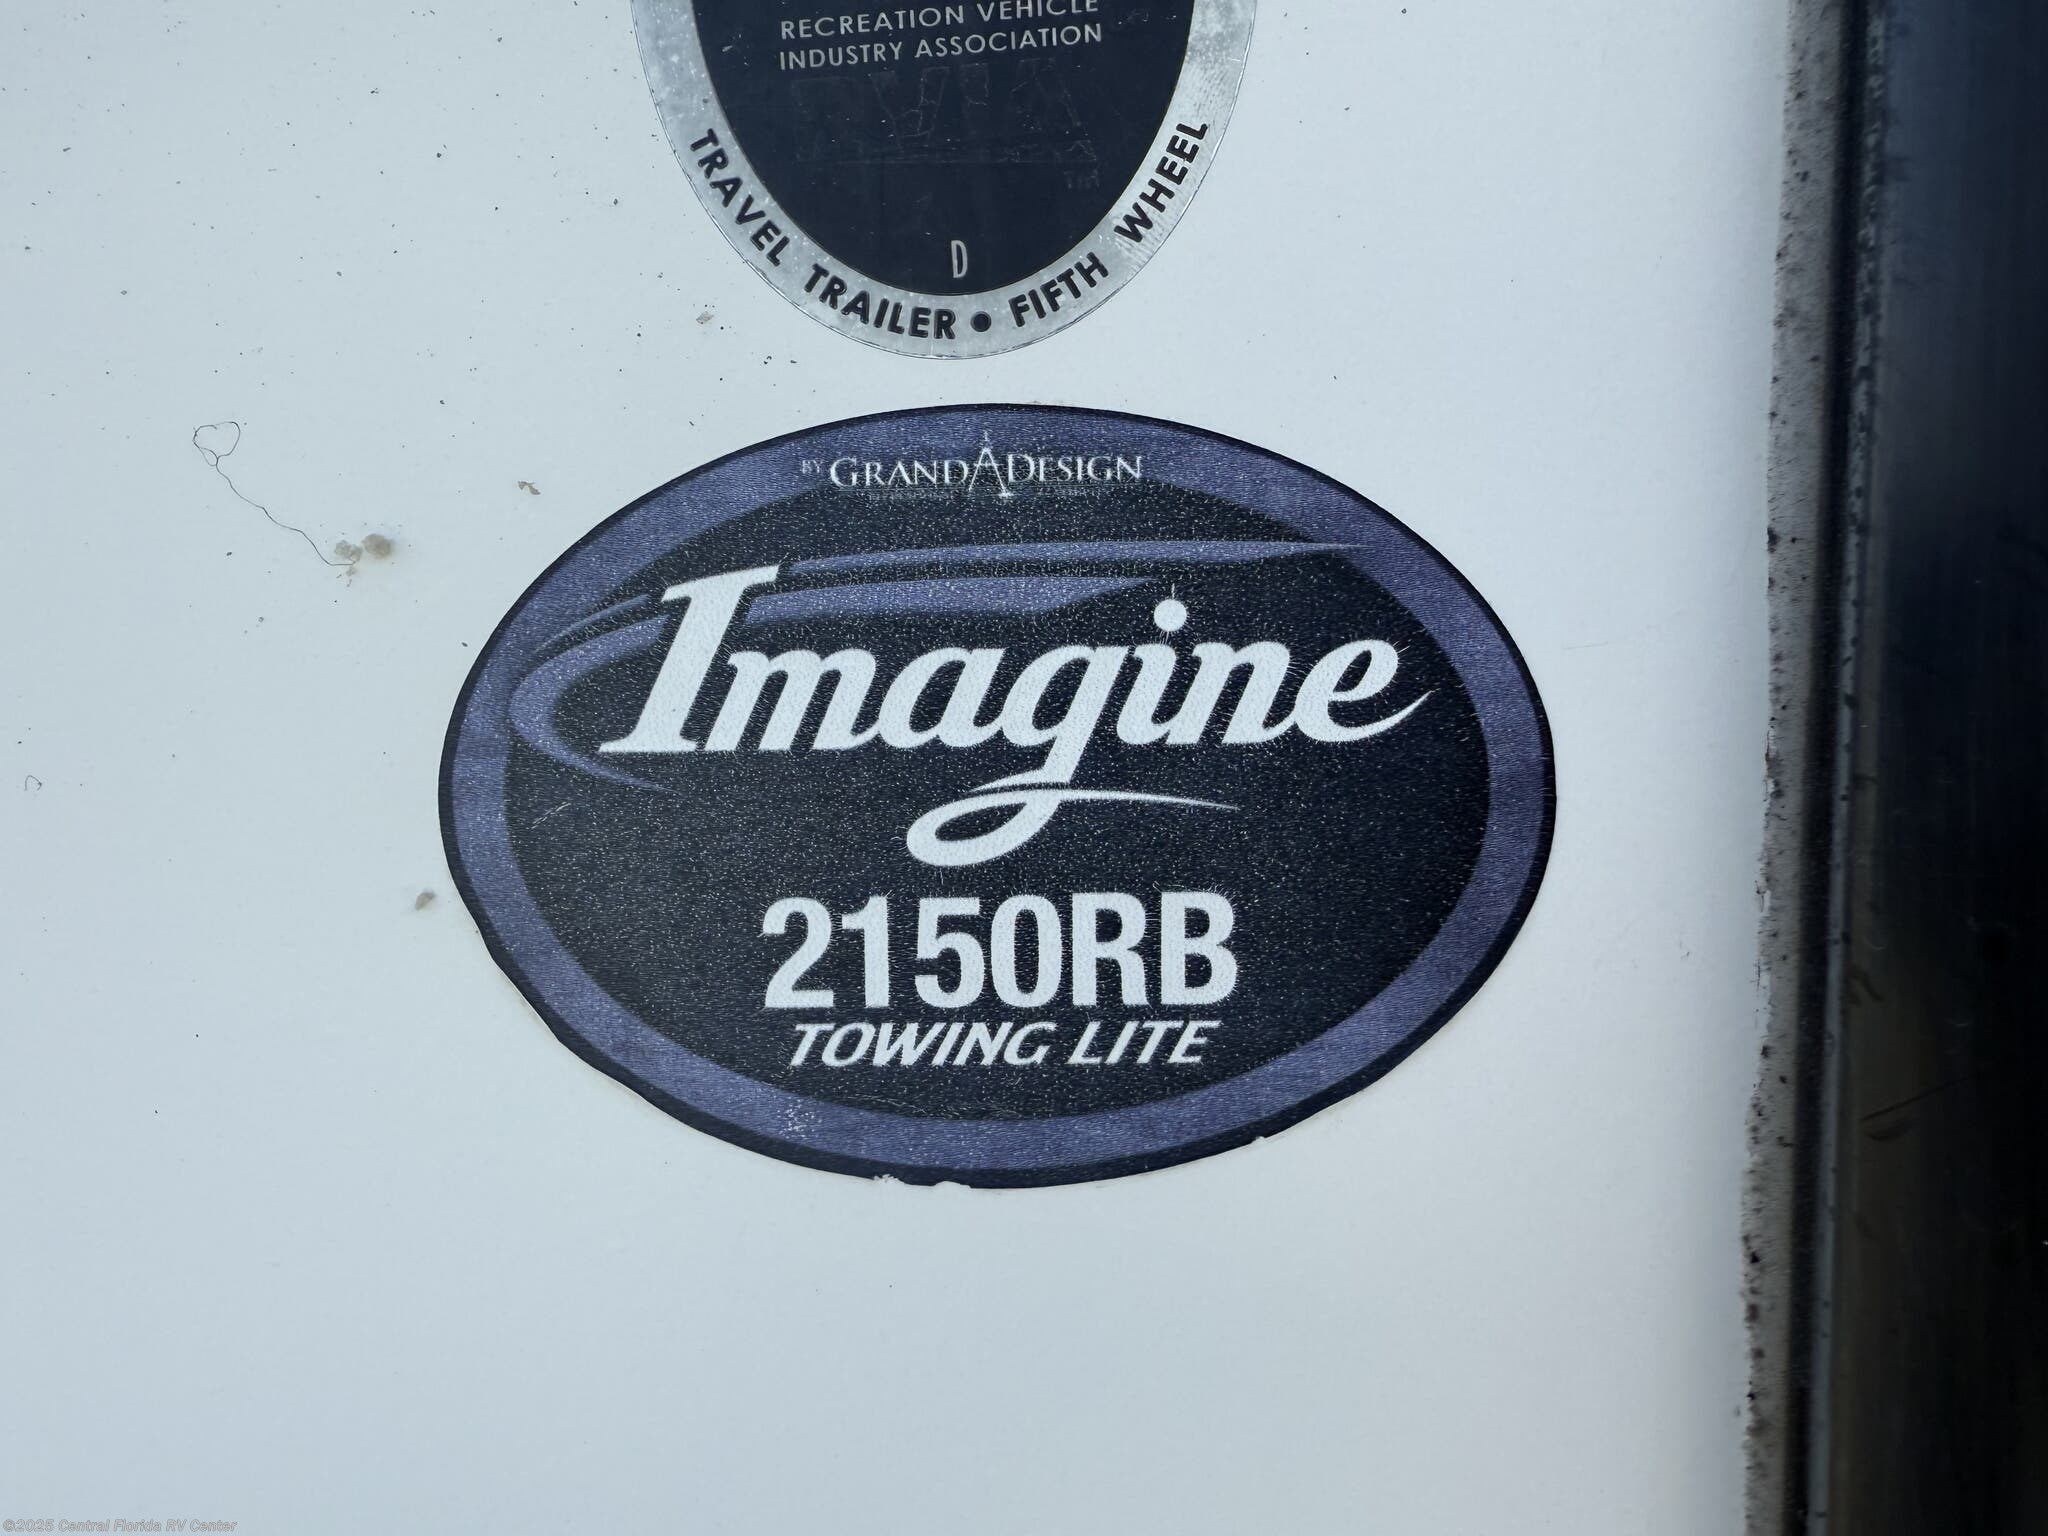 RECREATION VEHICLE
INDUSTRY ASSOCIATION
D
TRAVEL TRAILER • FIFTH WHEEL
BY GRAND DESIGN
Imagine
2150RB
TOWING LITE
©2025 Central Florida RV Center